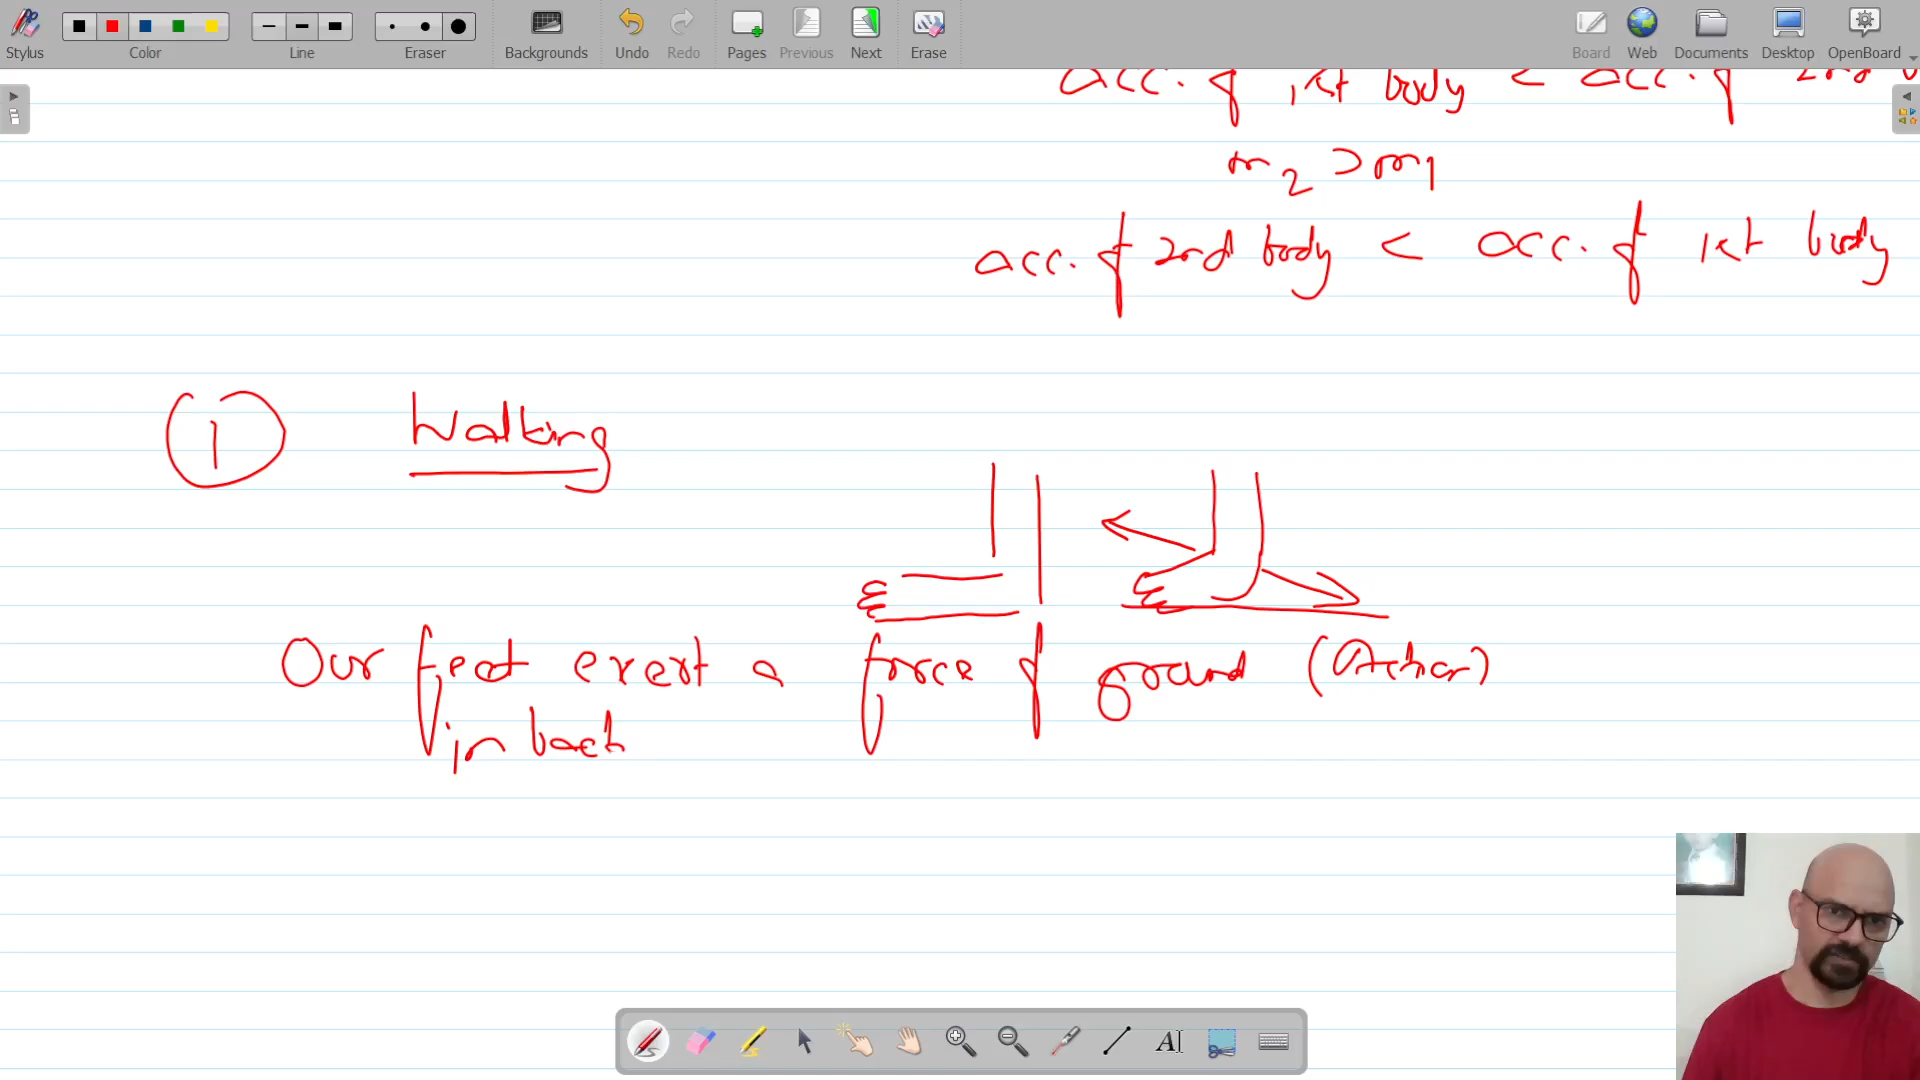 Stylus Color Line Eraser Backgrounds Undo Redo Pages Previous Next Erase Board Web Documents Desktop OpenBoard
acc. of 1st body < acc. of 2nd
m2 > m1
acc. of 2nd body < acc. of 1st body
1 Walking
Our feet exert a force of ground (Action)
in back